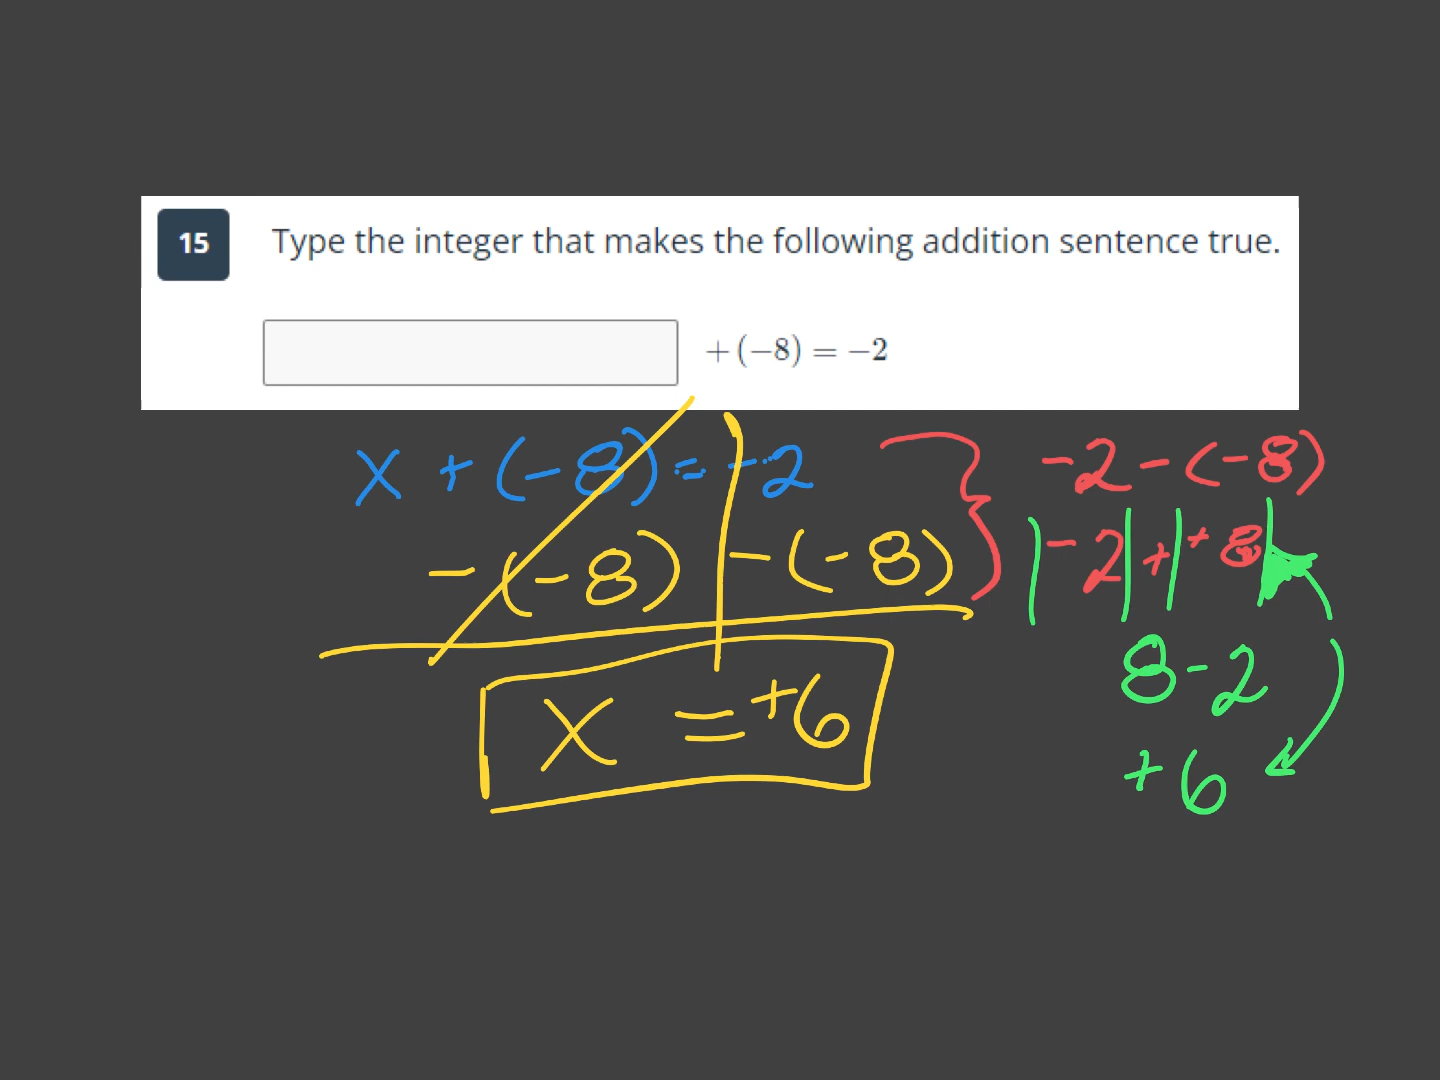 15 Type the integer that makes the following addition sentence true.
+ (−8) = −2
x + (-8) = -2
-2 - (-8)
- (-8) - (-8)
|-2| + |+8|
8-2
x = +6
+6